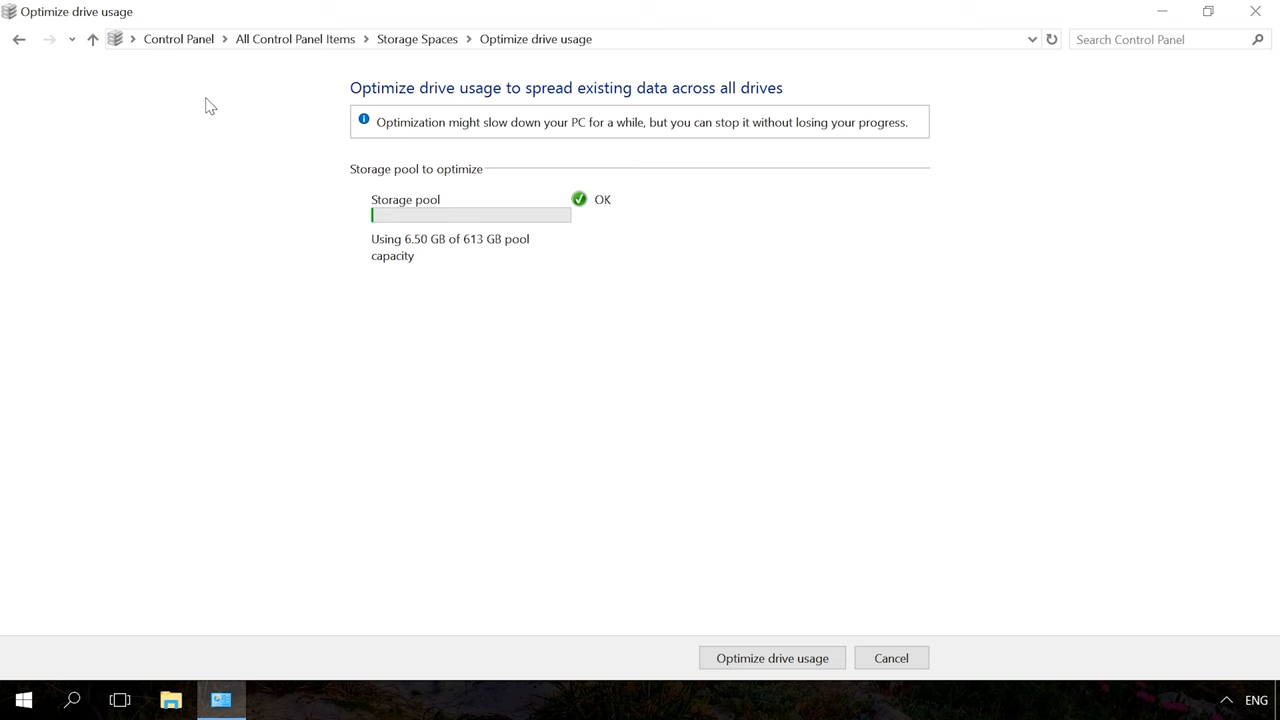 Optimize drive usage
Control Panel
All Control Panel Items
Storage Spaces
Optimize drive usage
Search Control Panel
Optimize drive usage to spread existing data across all drives
Optimization might slow down your PC for a while, but you can stop it without losing your progress.
Storage pool to optimize
Storage pool
OK
Using 6.50 GB of 613 GB pool
capacity
Optimize drive usage
Cancel
ENG